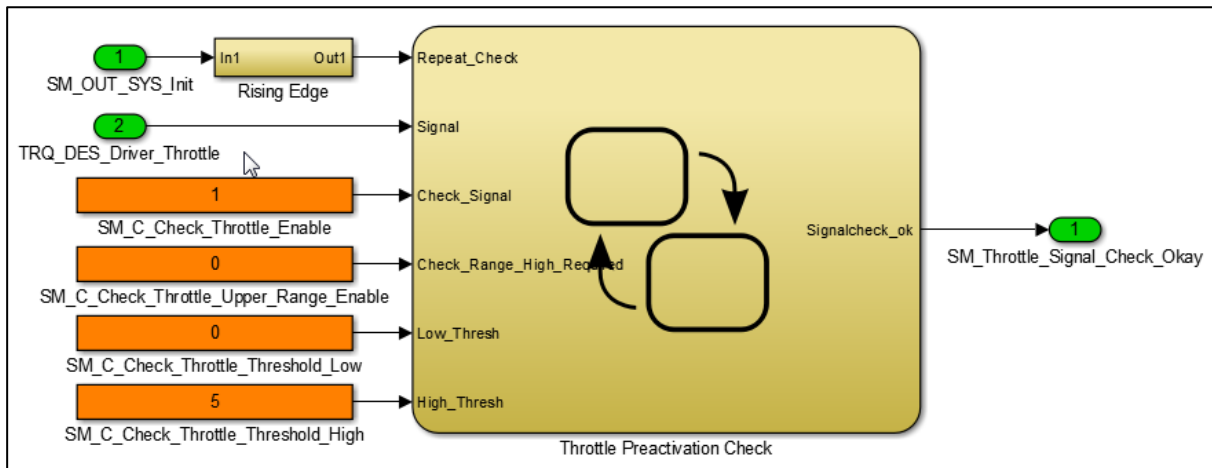 1
SM_OUT_SYS_Init
In1 Out1
Rising Edge
Repeat_Check
2
TRQ_DES_Driver_Throttle
Signal
1
SM_C_Check_Throttle_Enable
Check_Signal
0
SM_C_Check_Throttle_Upper_Range_Enable
Check_Range_High_Required
0
SM_C_Check_Throttle_Threshold_Low
Low_Thresh
5
SM_C_Check_Throttle_Threshold_High
High_Thresh
Signalcheck_ok
1
SM_Throttle_Signal_Check_Okay
Throttle Preactivation Check